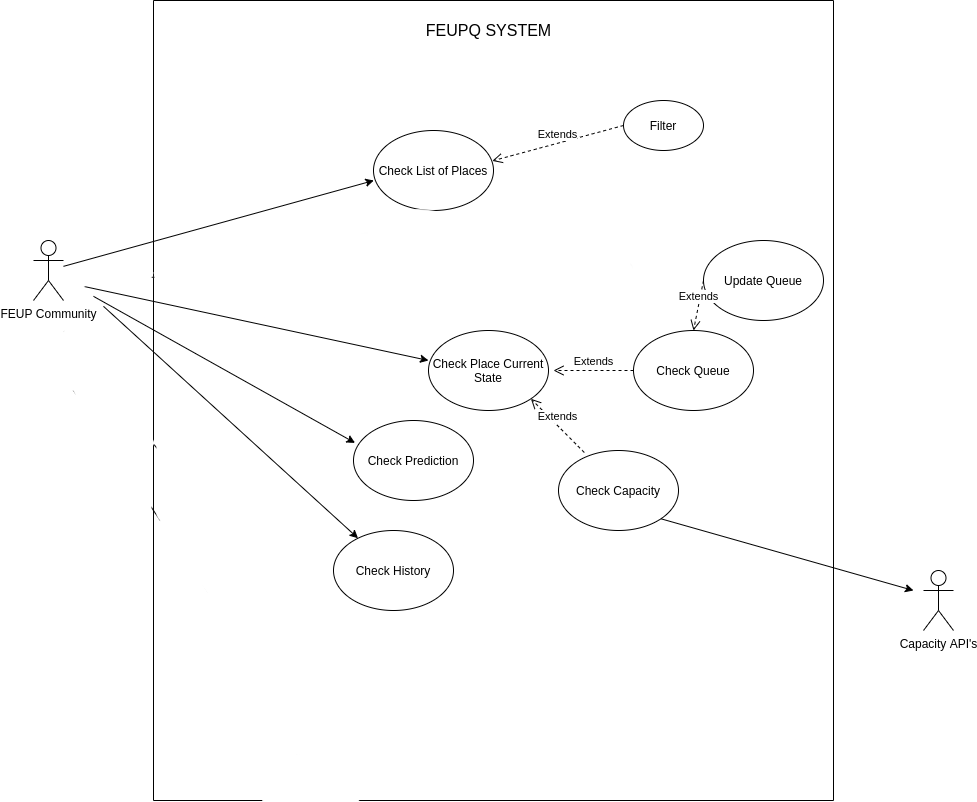 FEUPQ SYSTEM
Filter
Extends
Check List of Places
Update Queue
Extends
FEUP Community
Check Place Current
State
Extends
Check Queue
Extends
Check Prediction
Check Capacity
Check History
Capacity API's